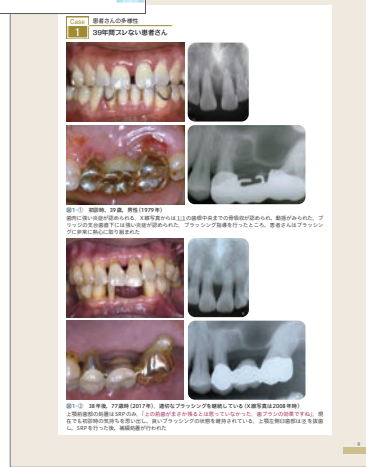 Case
患者さんの多様性
1
39年間ブレない患者さん
図1-① 初診時，39歳，男性（1979年）
歯肉に強い炎症が認められる．X線写真からは1|1の歯根中央までの骨吸収が認められ，動揺がみられた．ブ
リッジの支台歯歯肉下には強い炎症が認められた．ブラッシング指導を行ったところ，患者さんはブラッシン
グに非常に熱心に取り組まれた
図1-② 38年後，77歳時（2017年），適切なブラッシングを継続している（X線写真は2008年時）
上顎前歯部の処置はSRPのみ．「上の前歯がまさか残るとは思っていなかった，歯ブラシの効果ですね」．現
在でも初診時の気持ちを思い出し，良いブラッシングの状態を維持されている．上顎左側臼歯部は
を抜歯
し，SRPを行った後，補綴処置が行われた